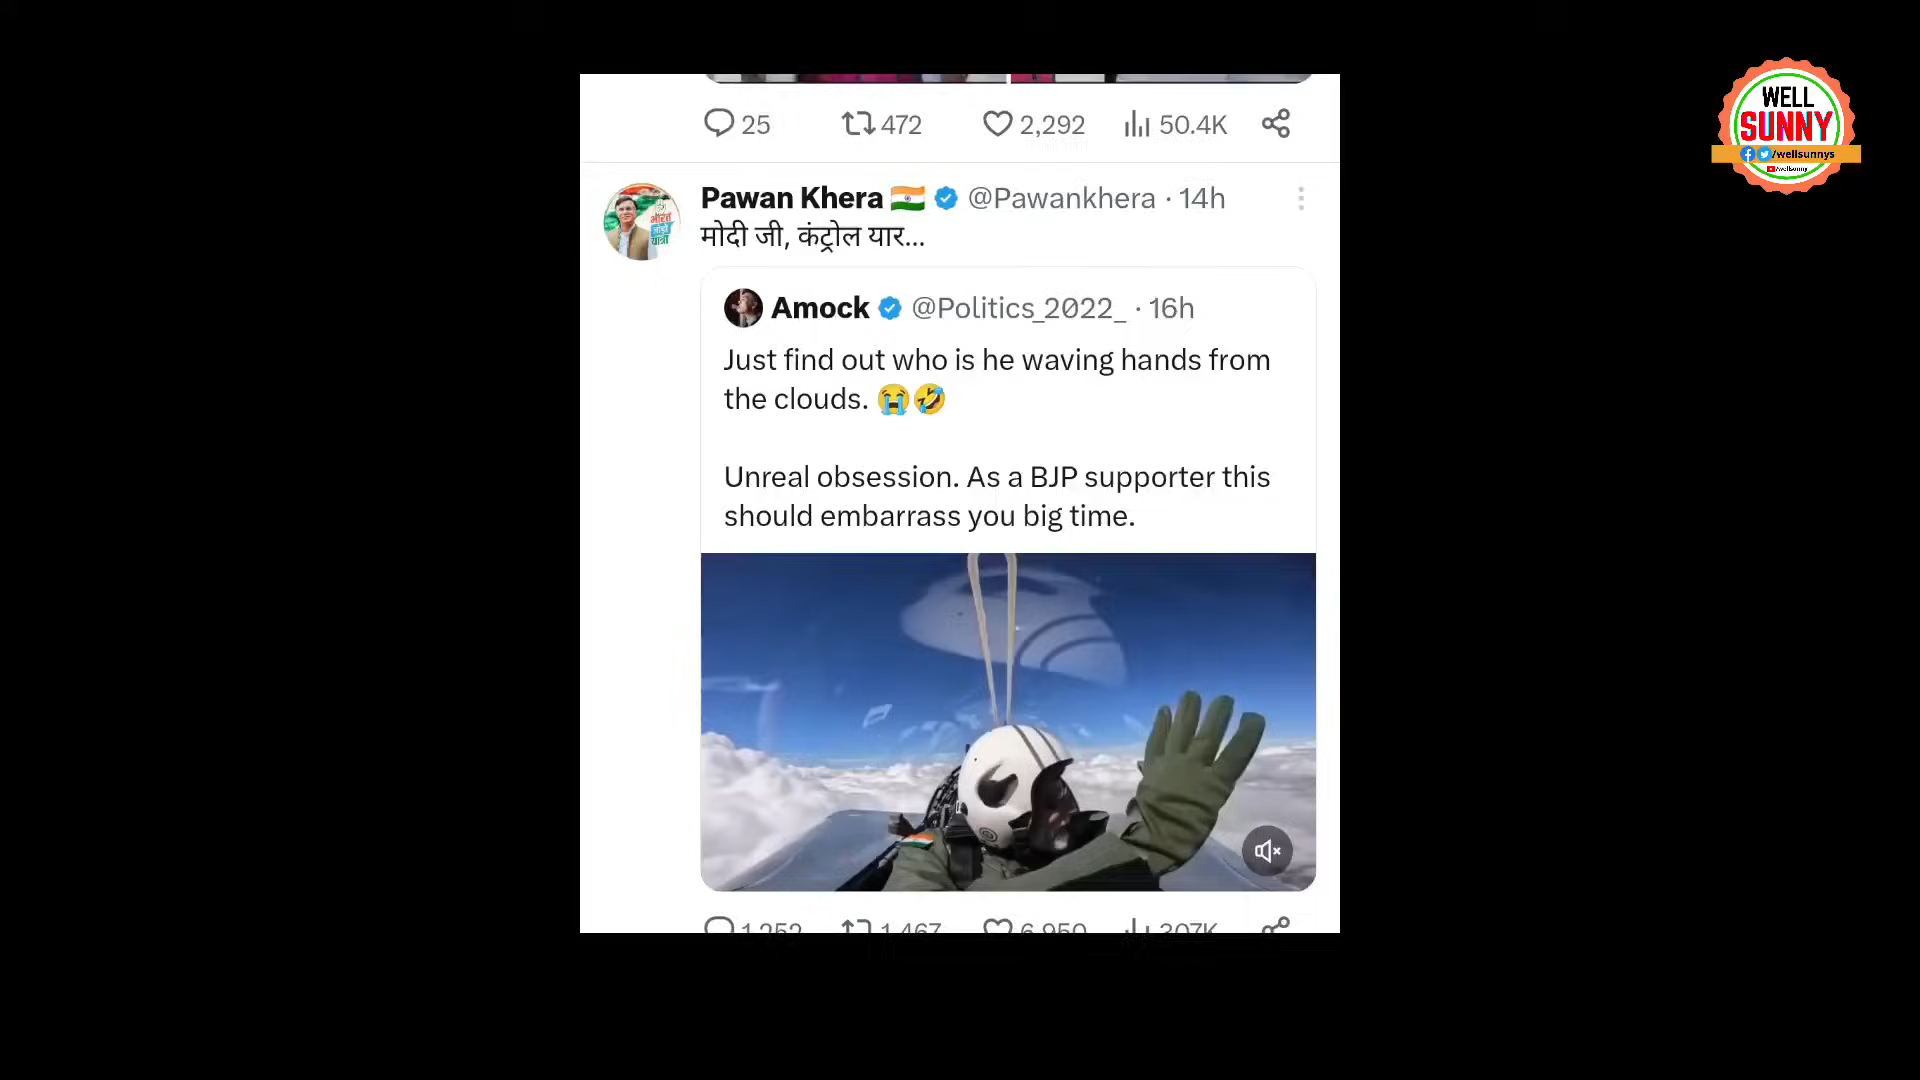 25 472 2,292 50.4K
Pawan Khera @Pawankhera · 14h
मोदी जी, कंट्रोल यार...
Amock @Politics_2022_ · 16h
Just find out who is he waving hands from
the clouds. 😭🤣
Unreal obsession. As a BJP supporter this
should embarrass you big time.
1,252 1,467 6,950 307K
WELL
SUNNY
/wellsunnys
/wellsunny